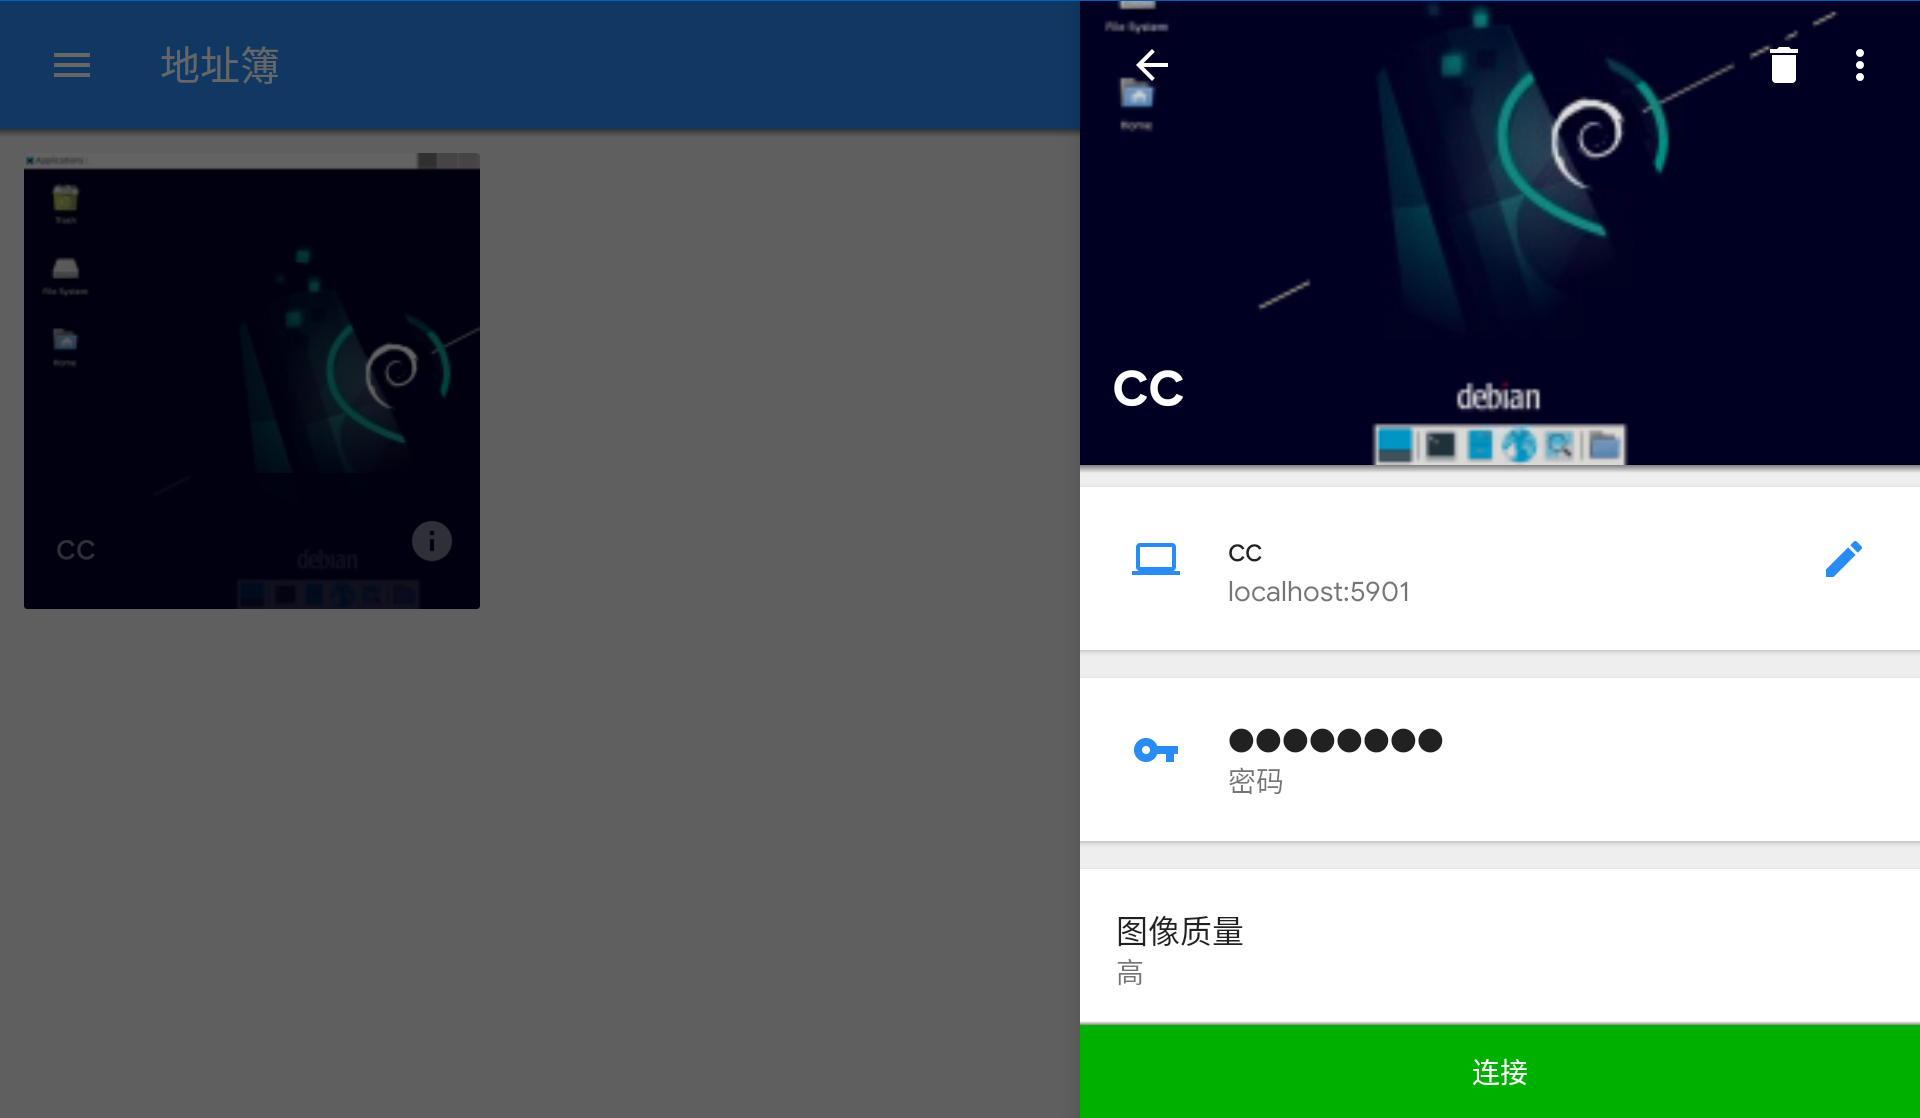 地址簿
Applications
Trash
File System
Home
cc
debian
File System
Home
cc
debian
cc
localhost:5901
●●●●●●●●
密码
图像质量
高
连接